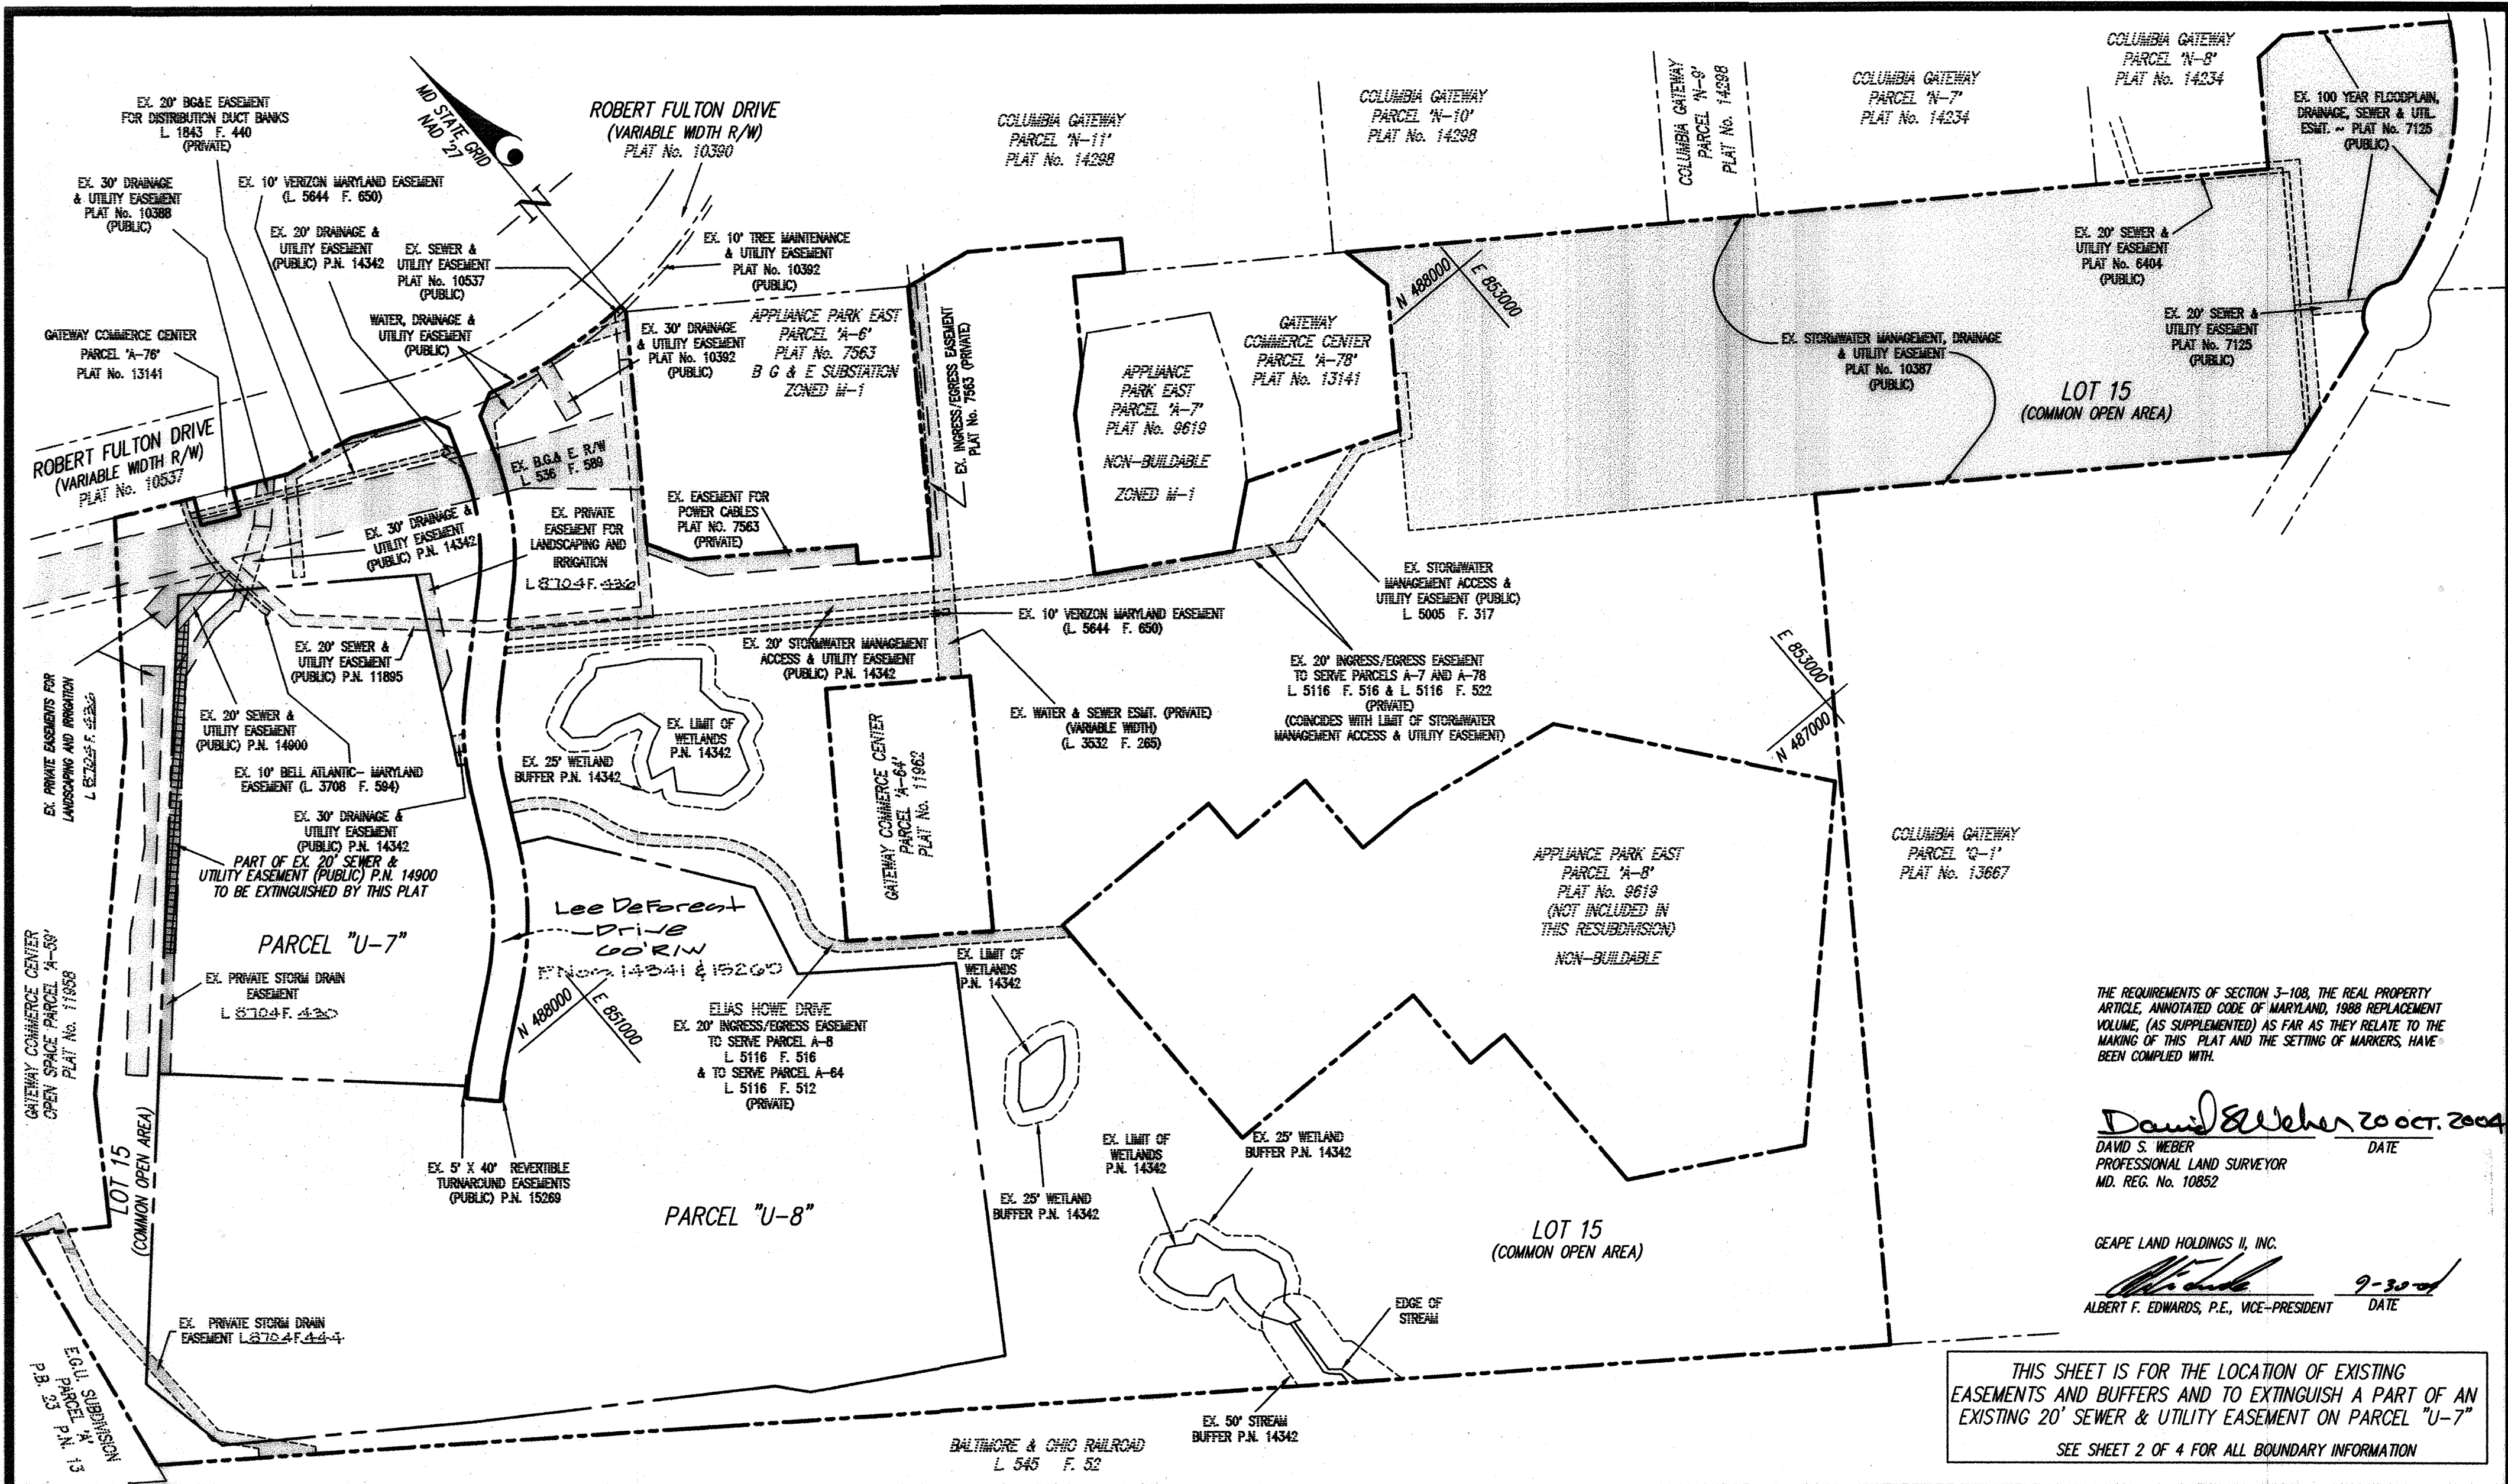 EX. 20' BG&E EASEMENT
FOR DISTRIBUTION DUCT BANKS
L. 1843 F. 440
(PRIVATE)
MD STATE GRID
NAD '27
N
ROBERT FULTON DRIVE
(VARIABLE WIDTH R/W)
PLAT No. 10390
COLUMBIA GATEWAY
PARCEL 'N-11'
PLAT No. 14298
COLUMBIA GATEWAY
PARCEL 'N-10'
PLAT No. 14298
COLUMBIA GATEWAY
PARCEL 'N-9'
PLAT No. 14298
COLUMBIA GATEWAY
PARCEL 'N-7'
PLAT No. 14234
COLUMBIA GATEWAY
PARCEL 'N-8'
PLAT No. 14234
EX. 100 YEAR FLOODPLAIN,
DRAINAGE, SEWER & UTIL.
ESMT. ~ PLAT No. 7125
(PUBLIC)
EX. 30' DRAINAGE
& UTILITY EASEMENT
PLAT No. 10388
(PUBLIC)
EX. 10' VERIZON MARYLAND EASEMENT
(L. 5644 F. 650)
EX. 20' DRAINAGE &
UTILITY EASEMENT
(PUBLIC) P.N. 14342
EX. SEWER &
UTILITY EASEMENT
PLAT No. 10537
(PUBLIC)
EX. 10' TREE MAINTENANCE
& UTILITY EASEMENT
PLAT No. 10392
(PUBLIC)
WATER, DRAINAGE &
UTILITY EASEMENT
(PUBLIC)
GATEWAY COMMERCE CENTER
PARCEL 'A-76'
PLAT No. 13141
EX. 30' DRAINAGE
& UTILITY EASEMENT
PLAT No. 10392
(PUBLIC)
APPLIANCE PARK EAST
PARCEL 'A-6'
PLAT No. 7563
B G & E SUBSTATION
ZONED M-1
EX. INGRESS/EGRESS EASEMENT
PLAT No. 7563 (PRIVATE)
APPLIANCE
PARK EAST
PARCEL 'A-7'
PLAT No. 9619
NON-BUILDABLE
ZONED M-1
GATEWAY
COMMERCE CENTER
PARCEL 'A-78'
PLAT No. 13141
N 488000
E 853000
EX. STORMWATER MANAGEMENT, DRAINAGE
& UTILITY EASEMENT
PLAT No. 10387
(PUBLIC)
EX. 20' SEWER &
UTILITY EASEMENT
PLAT No. 6404
(PUBLIC)
EX. 20' SEWER &
UTILITY EASEMENT
PLAT No. 7125
(PUBLIC)
LOT 15
(COMMON OPEN AREA)
ROBERT FULTON DRIVE
(VARIABLE WIDTH R/W)
PLAT No. 10537
EX. B.G.& E. R/W
L. 536 F. 589
EX. 30' DRAINAGE &
UTILITY EASEMENT
(PUBLIC) P.N. 14342
EX. PRIVATE
EASEMENT FOR
LANDSCAPING AND
IRRIGATION
L 8704 F. 436
EX. EASEMENT FOR
POWER CABLES
PLAT NO. 7563
(PRIVATE)
EX. STORMWATER
MANAGEMENT ACCESS &
UTILITY EASEMENT (PUBLIC)
L. 5005 F. 317
EX. 10' VERIZON MARYLAND EASEMENT
(L. 5644 F. 650)
EX. 20' STORMWATER MANAGEMENT
ACCESS & UTILITY EASEMENT
(PUBLIC) P.N. 14342
EX. 20' INGRESS/EGRESS EASEMENT
TO SERVE PARCELS A-7 AND A-78
L. 5116 F. 516 & L. 5116 F. 522
(PRIVATE)
(COINCIDES WITH LIMIT OF STORMWATER
MANAGEMENT ACCESS & UTILITY EASEMENT)
EX. WATER & SEWER ESMT. (PRIVATE)
(VARIABLE WIDTH)
(L. 3532 F. 265)
E 853000
N 487000
EX. PRIVATE EASEMENTS FOR
LANDSCAPING AND IRRIGATION
L 8704 F. 436
EX. 20' SEWER &
UTILITY EASEMENT
(PUBLIC) P.N. 11895
EX. 20' SEWER &
UTILITY EASEMENT
(PUBLIC) P.N. 14900
EX. 10' BELL ATLANTIC- MARYLAND
EASEMENT (L. 3708 F. 594)
EX. 30' DRAINAGE &
UTILITY EASEMENT
(PUBLIC) P.N. 14342
PART OF EX. 20' SEWER &
UTILITY EASEMENT (PUBLIC) P.N. 14900
TO BE EXTINGUISHED BY THIS PLAT
EX. LIMIT OF
WETLANDS
P.N. 14342
EX. 25' WETLAND
BUFFER P.N. 14342
GATEWAY COMMERCE CENTER
PARCEL 'A-64'
PLAT No. 11962
PARCEL "U-7"
Lee DeForest
Drive
60' R/W
P.Nos. 14341 & 15269
N 488000
E 851000
EX. PRIVATE STORM DRAIN
EASEMENT
L 8704 F. 430
GATEWAY COMMERCE CENTER
OPEN SPACE PARCEL 'A-59'
PLAT No. 11958
ELIAS HOWE DRIVE
EX. 20' INGRESS/EGRESS EASEMENT
TO SERVE PARCEL A-8
L. 5116 F. 516
& TO SERVE PARCEL A-64
L. 5116 F. 512
(PRIVATE)
EX. LIMIT OF
WETLANDS
P.N. 14342
APPLIANCE PARK EAST
PARCEL 'A-8'
PLAT No. 9619
(NOT INCLUDED IN
THIS RESUBDIVISION)
NON-BUILDABLE
COLUMBIA GATEWAY
PARCEL 'Q-1'
PLAT No. 13667
LOT 15
(COMMON OPEN AREA)
EX. 5' X 40' REVERTIBLE
TURNAROUND EASEMENTS
(PUBLIC) P.N. 15269
PARCEL "U-8"
EX. 25' WETLAND
BUFFER P.N. 14342
EX. LIMIT OF
WETLANDS
P.N. 14342
EX. 25' WETLAND
BUFFER P.N. 14342
LOT 15
(COMMON OPEN AREA)
EDGE OF
STREAM
EX. 50' STREAM
BUFFER P.N. 14342
EX. PRIVATE STORM DRAIN
EASEMENT L 8704 F. 444
E.G.U. SUBDIVISION
PARCEL 'A'
P.B. 23 P.N. 13
BALTIMORE & OHIO RAILROAD
L. 545 F. 52
THE REQUIREMENTS OF SECTION 3-108, THE REAL PROPERTY
ARTICLE, ANNOTATED CODE OF MARYLAND, 1988 REPLACEMENT
VOLUME, (AS SUPPLEMENTED) AS FAR AS THEY RELATE TO THE
MAKING OF THIS PLAT AND THE SETTING OF MARKERS, HAVE
BEEN COMPLIED WITH.
David S Weber 20 OCT. 2004
DAVID S. WEBER DATE
PROFESSIONAL LAND SURVEYOR
MD. REG. No. 10852
GEAPE LAND HOLDINGS II, INC.
9-30-04
ALBERT F. EDWARDS, P.E., VICE-PRESIDENT DATE
THIS SHEET IS FOR THE LOCATION OF EXISTING
EASEMENTS AND BUFFERS AND TO EXTINGUISH A PART OF AN
EXISTING 20' SEWER & UTILITY EASEMENT ON PARCEL "U-7"
SEE SHEET 2 OF 4 FOR ALL BOUNDARY INFORMATION